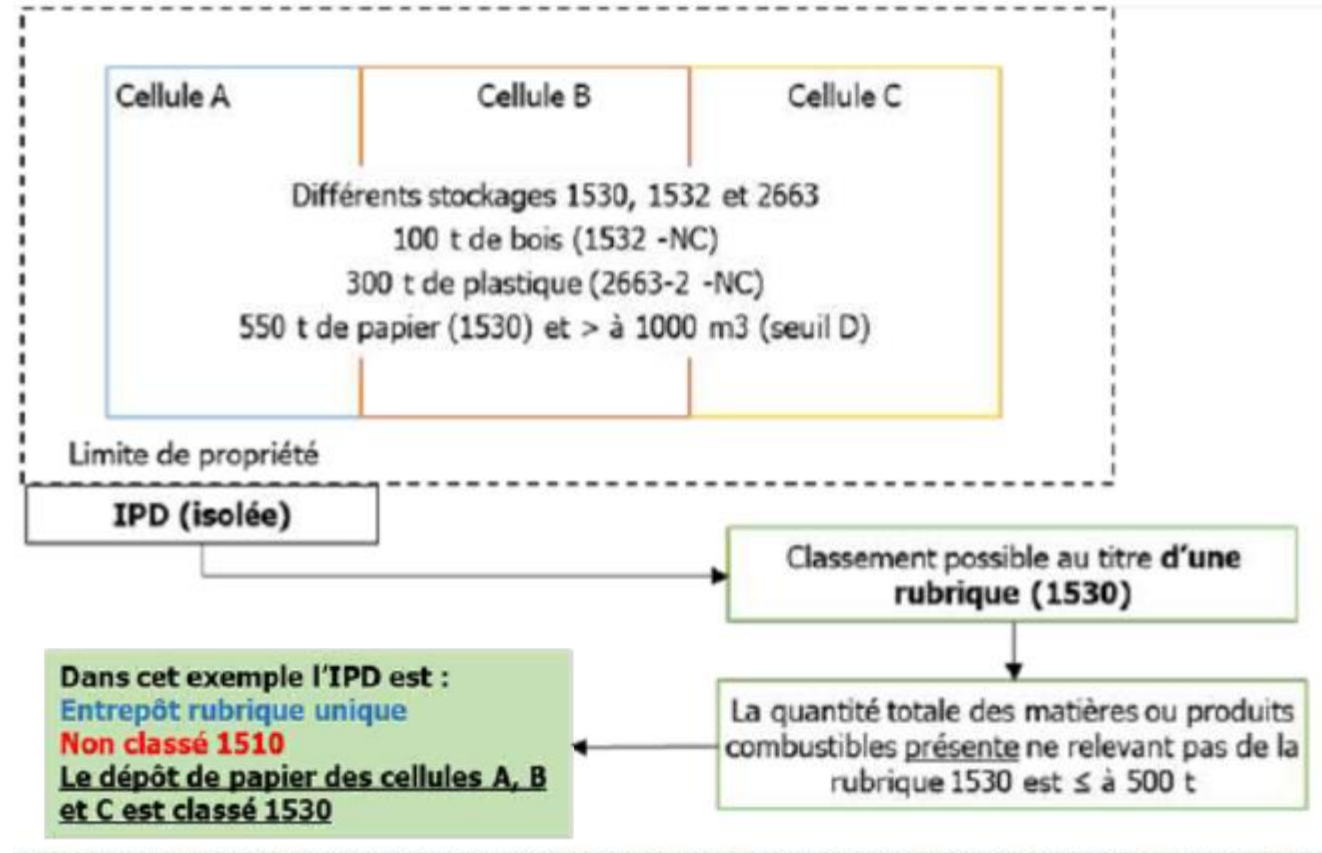 Cellule A
Cellule B
Cellule C
Différents stockages 1530, 1532 et 2663
100 t de bois (1532 -NC)
300 t de plastique (2663-2 -NC)
550 t de papier (1530) et > à 1000 m3 (seuil D)
Limite de propriété
IPD (isolée)
Classement possible au titre d'une
rubrique (1530)
La quantité totale des matières ou produits
combustibles présente ne relevant pas de la
rubrique 1530 est ≤ à 500 t
Dans cet exemple l'IPD est :
Entrepôt rubrique unique
Non classé 1510
Le dépôt de papier des cellules A, B
et C est classé 1530